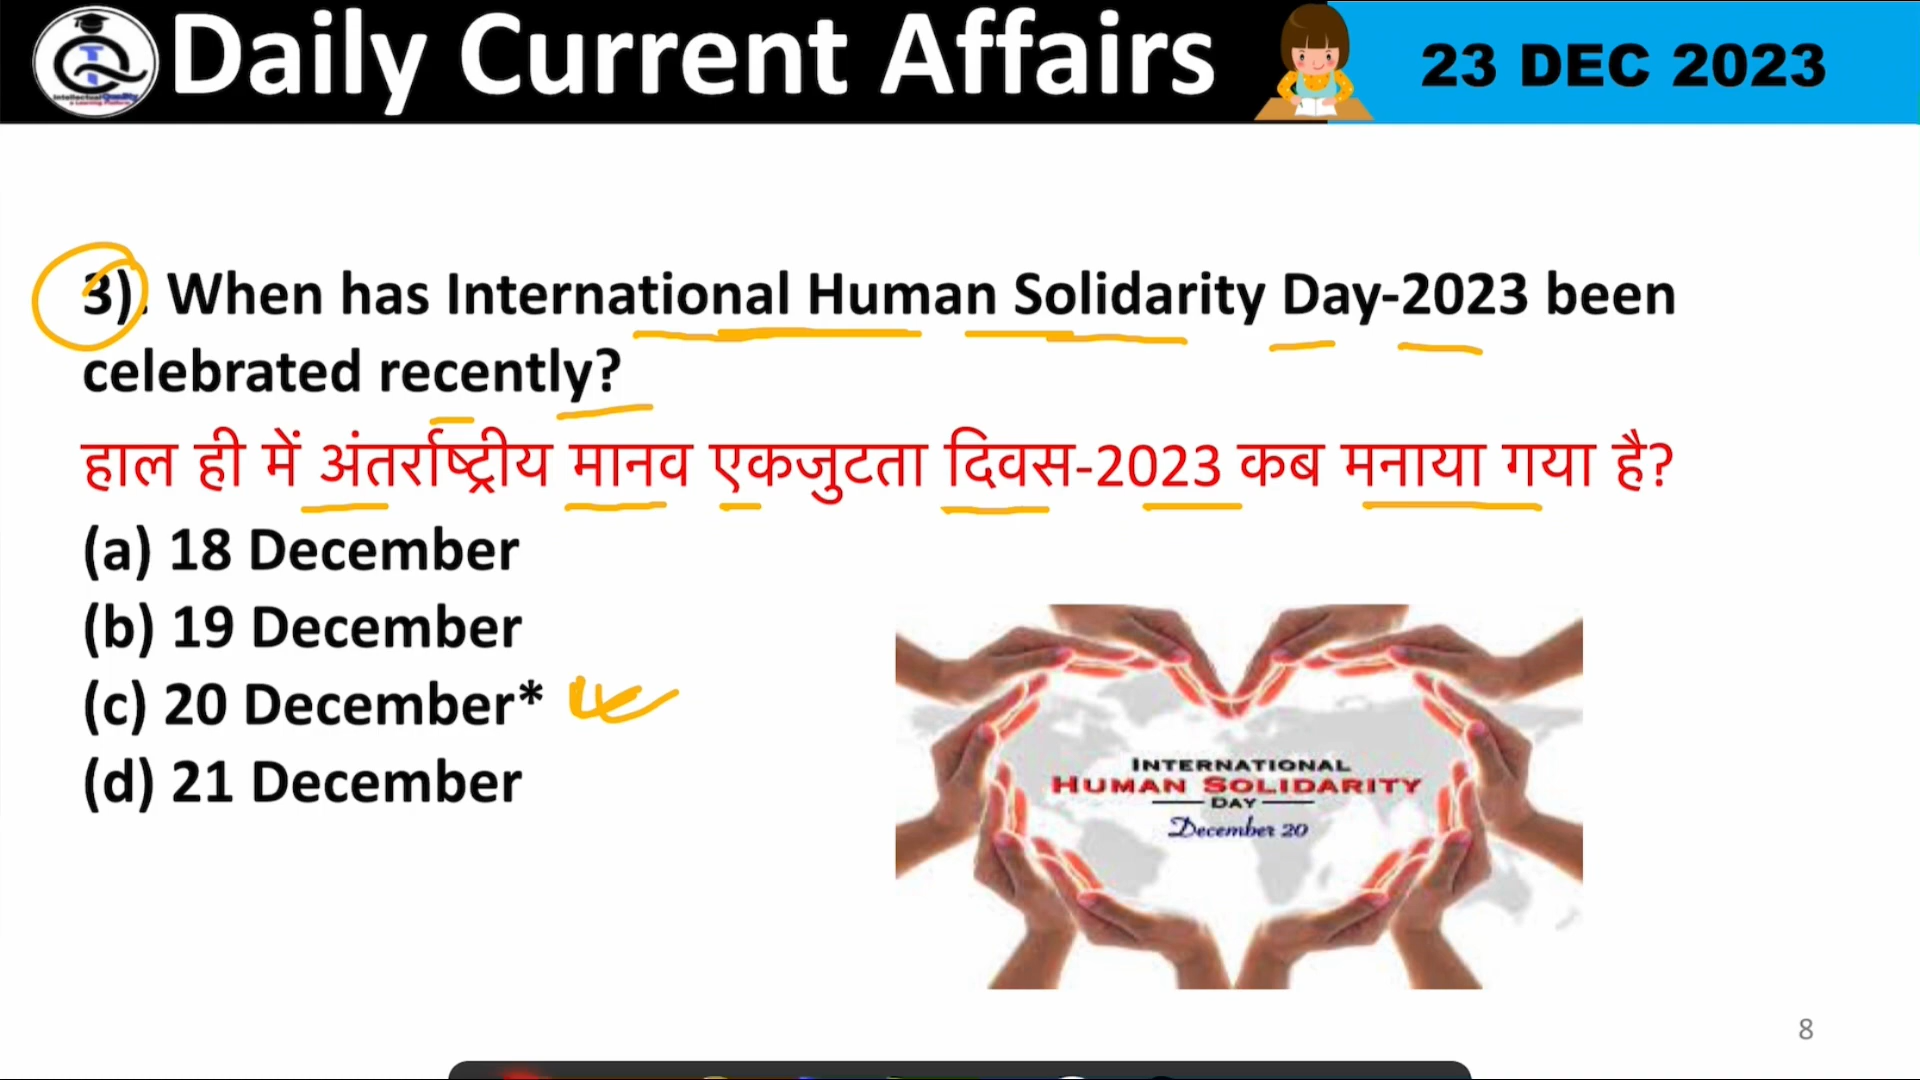 Daily Current Affairs
23 DEC 2023
3). When has International Human Solidarity Day-2023 been
celebrated recently?
हाल ही में अंतर्राष्ट्रीय मानव एकजुटता दिवस-2023 कब मनाया गया है?
(a) 18 December
(b) 19 December
(c) 20 December*
(d) 21 December
INTERNATIONAL
HUMAN SOLIDARITY
DAY
December 20
8